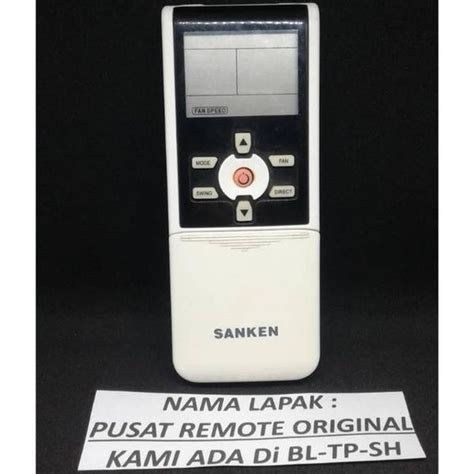 FAN SPEED
MODE FAN
SWING DIRECT
SANKEN
NAMA LAPAK :
PUSAT REMOTE ORIGINAL
KAMI ADA Di BL-TP-SH